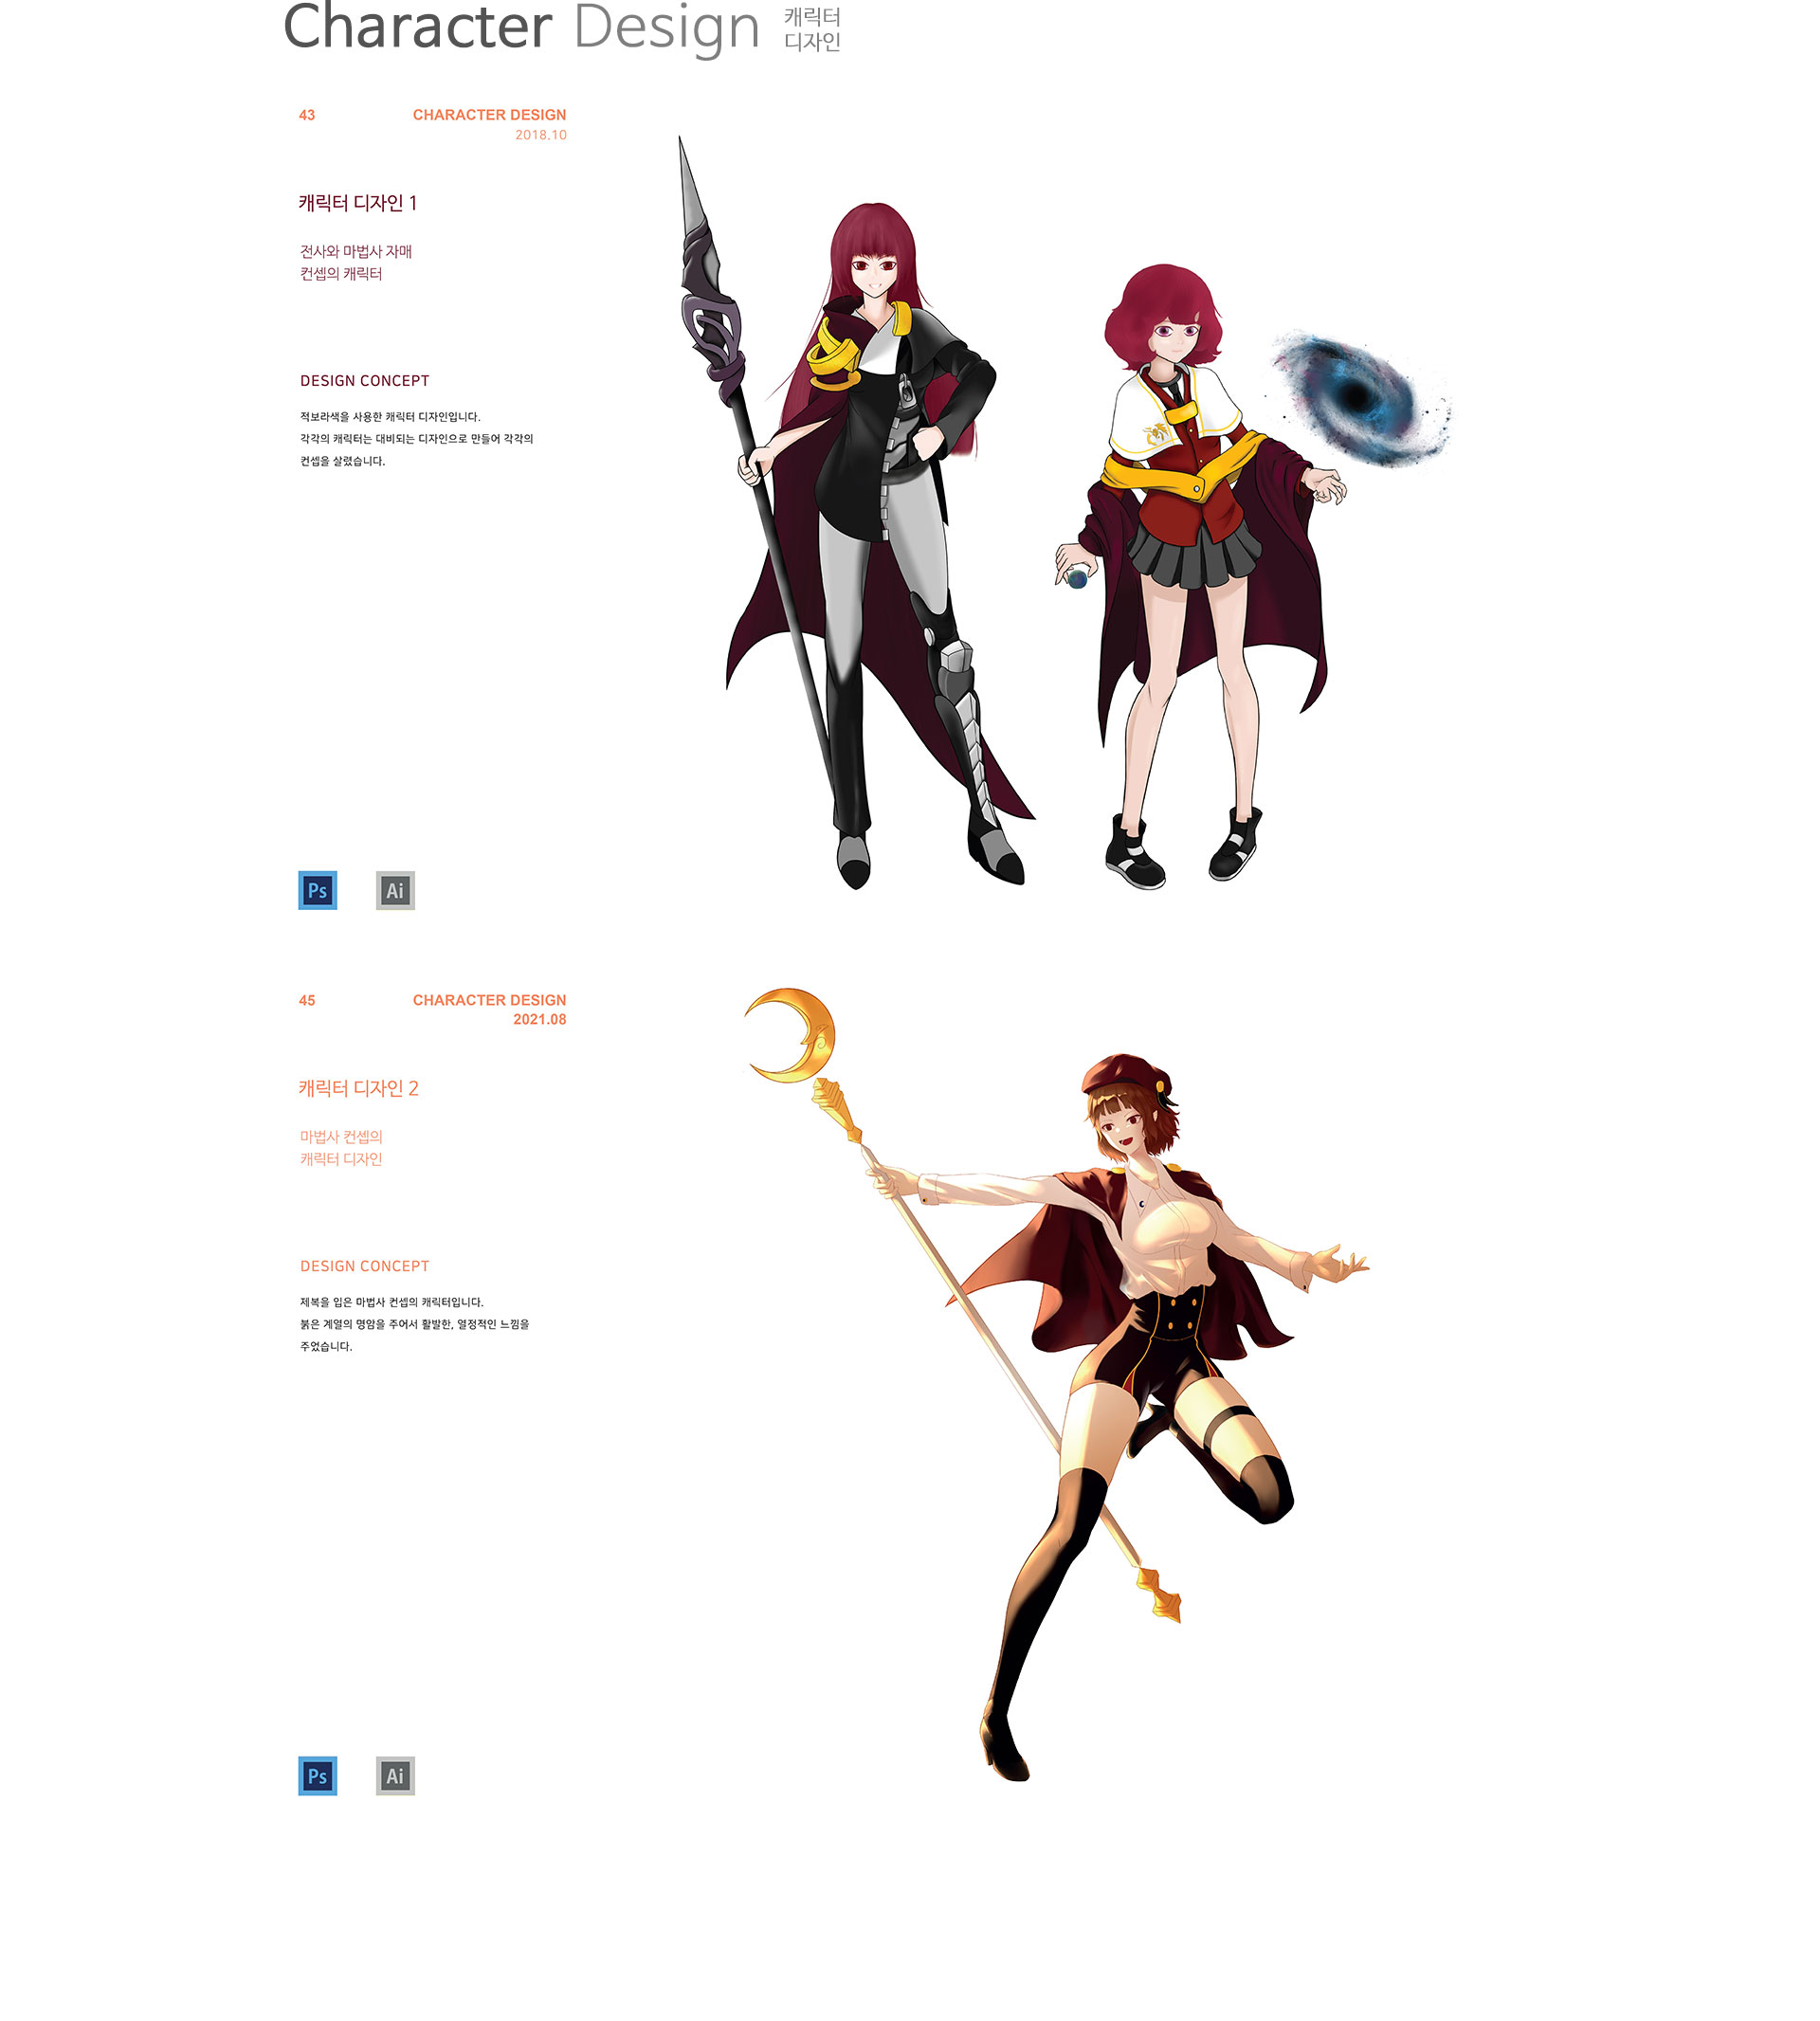 Character Design 캐릭터
디자인
43 CHARACTER DESIGN
2018.10
캐릭터 디자인 1
전사와 마법사 자매
컨셉의 캐릭터
DESIGN CONCEPT
적보라색을 사용한 캐릭터 디자인입니다.
각각의 캐릭터는 대비되는 디자인으로 만들어 각각의
컨셉을 살렸습니다.
Ps Ai
45 CHARACTER DESIGN
2021.08
캐릭터 디자인 2
마법사 컨셉의
캐릭터 디자인
DESIGN CONCEPT
제복을 입은 마법사 컨셉의 캐릭터입니다.
붉은 계열의 명암을 주어서 활발한, 열정적인 느낌을
주었습니다.
Ps Ai